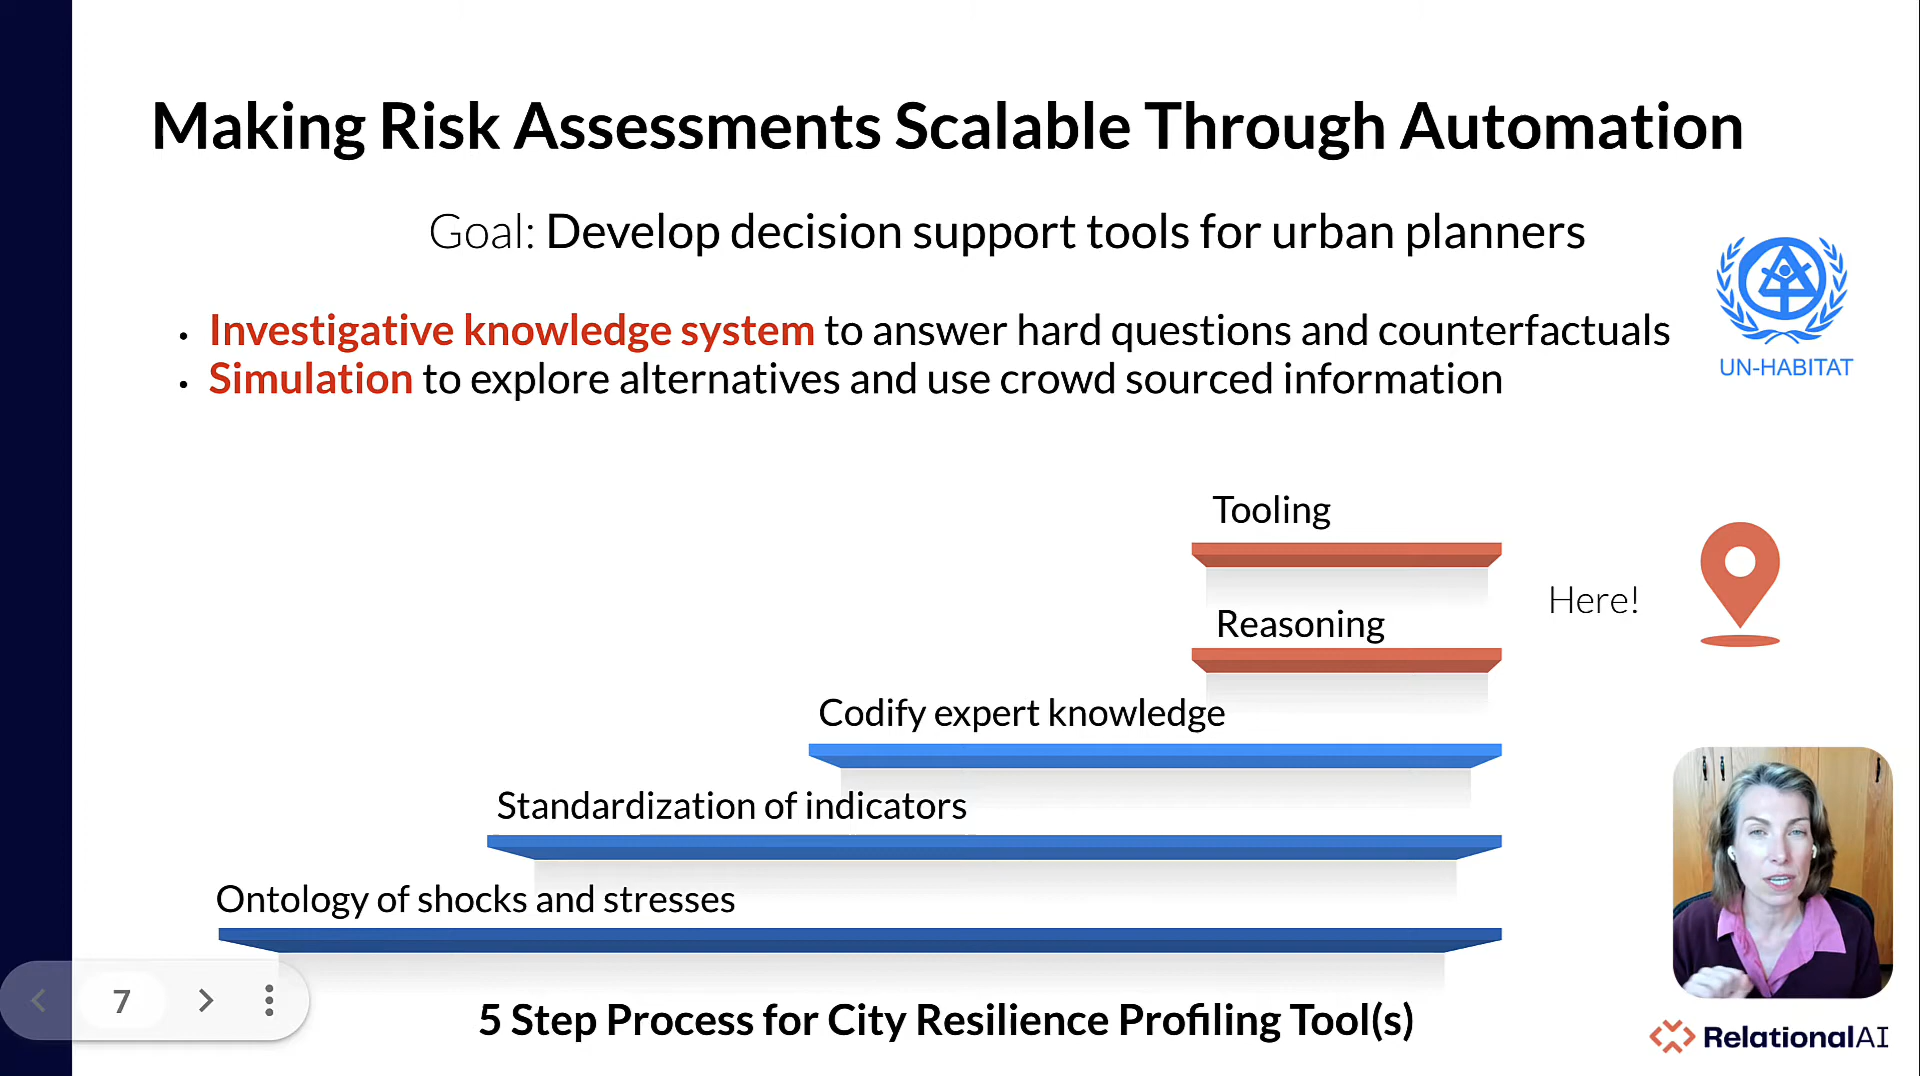 Making Risk Assessments Scalable Through Automation
Goal: Develop decision support tools for urban planners
• Investigative knowledge system to answer hard questions and counterfactuals
• Simulation to explore alternatives and use crowd sourced information
UN-HABITAT
Tooling
Here!
Reasoning
Codify expert knowledge
Standardization of indicators
Ontology of shocks and stresses
7
5 Step Process for City Resilience Profiling Tool(s)
RelationalAI